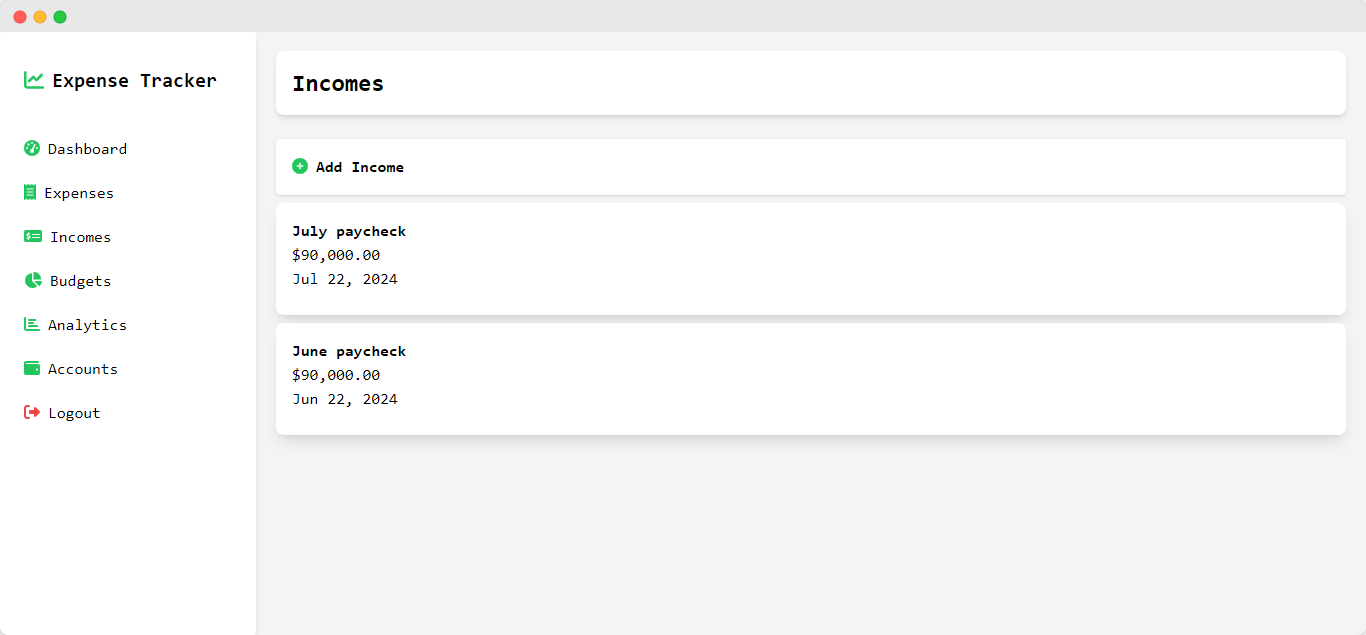 Expense Tracker
Dashboard
Expenses
Incomes
Budgets
Analytics
Accounts
Logout
Incomes
Add Income
July paycheck
$90,000.00
Jul 22, 2024
June paycheck
$90,000.00
Jun 22, 2024